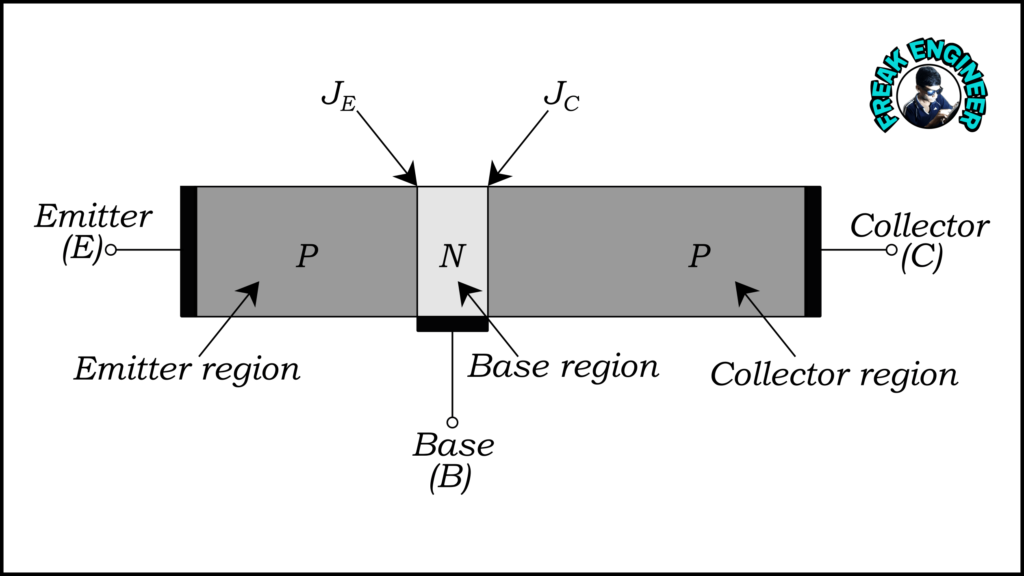 FREAK ENGINEER
J_E
J_C
Emitter
(E)
P
N
P
Collector
(C)
Emitter region
Base region
Collector region
Base
(B)